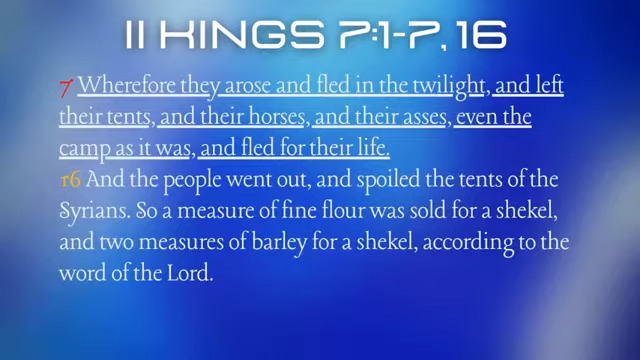 II KINGS 7:1-7, 16
7 Wherefore they arose and fled in the twilight, and left
their tents, and their horses, and their asses, even the
camp as it was, and fled for their life.
16 And the people went out, and spoiled the tents of the
Syrians. So a measure of fine flour was sold for a shekel,
and two measures of barley for a shekel, according to the
word of the Lord.